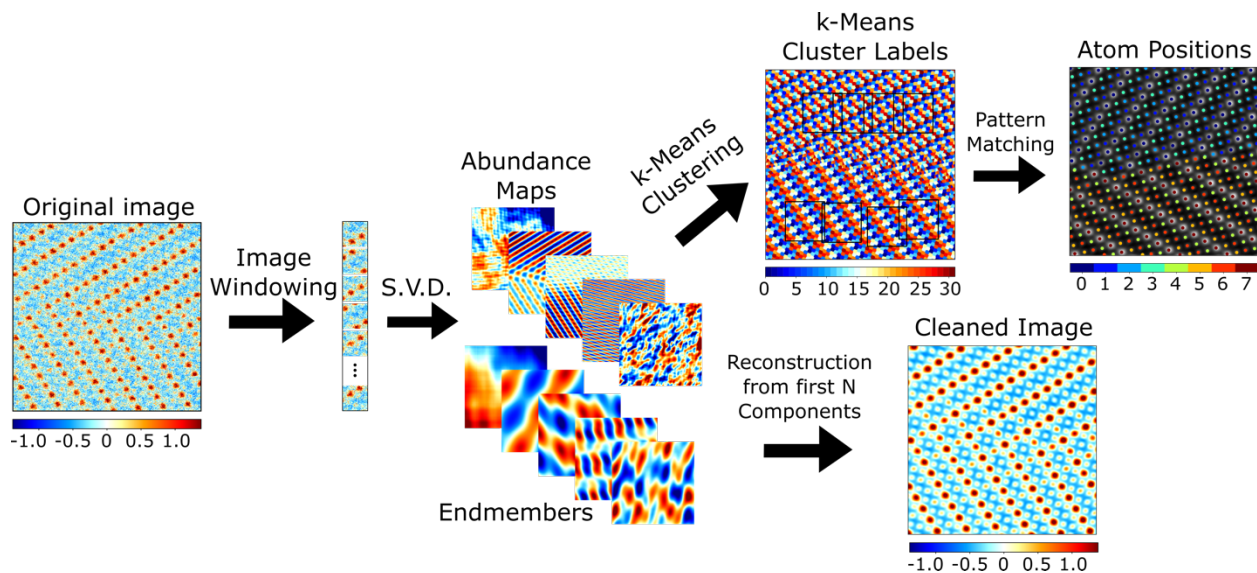 Original image
-1.0 -0.5 0 0.5 1.0
Image
Windowing
⋮
S.V.D.
Abundance
Maps
Endmembers
k-Means
Clustering
k-Means
Cluster Labels
0 5 10 15 20 25 30
Pattern
Matching
Atom Positions
0 1 2 3 4 5 6 7
Reconstruction
from first N
Components
Cleaned Image
-1.0 -0.5 0 0.5 1.0